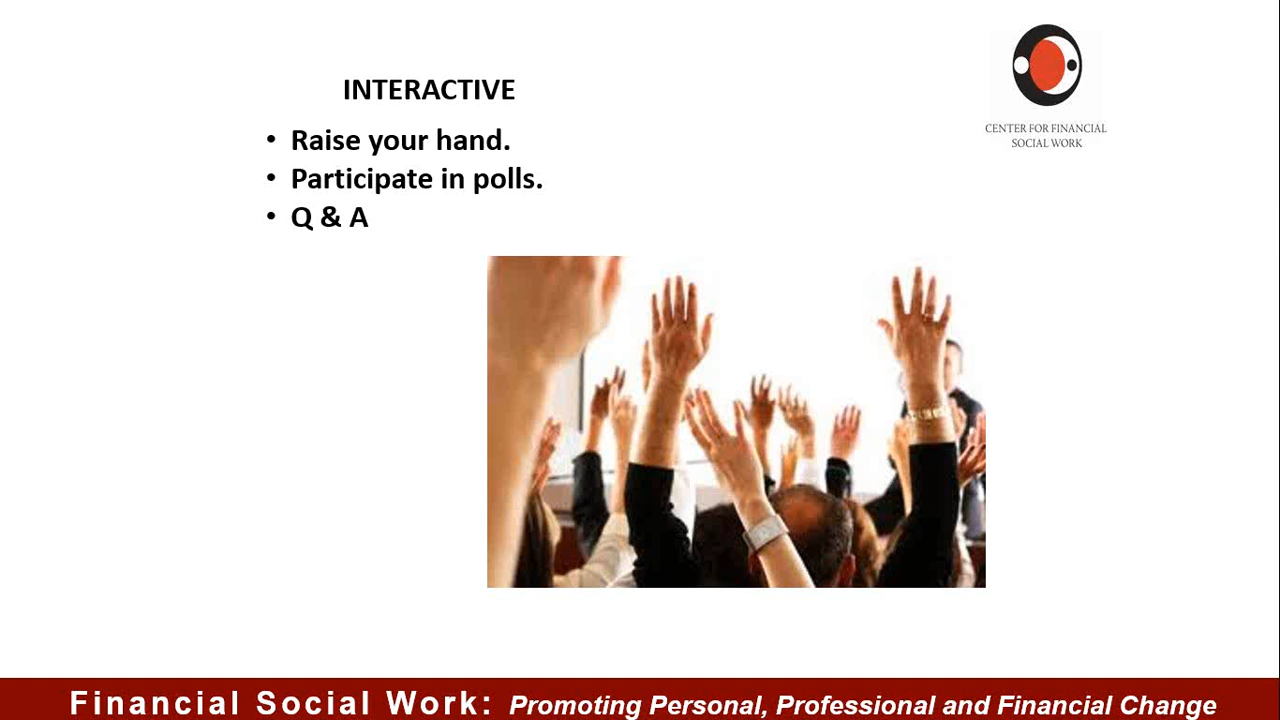 INTERACTIVE
• Raise your hand.
• Participate in polls.
• Q & A
CENTER FOR FINANCIAL
SOCIAL WORK
Financial Social Work: Promoting Personal, Professional and Financial Change